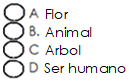 A Flor
B. Animal
C Arbol
D Ser humano